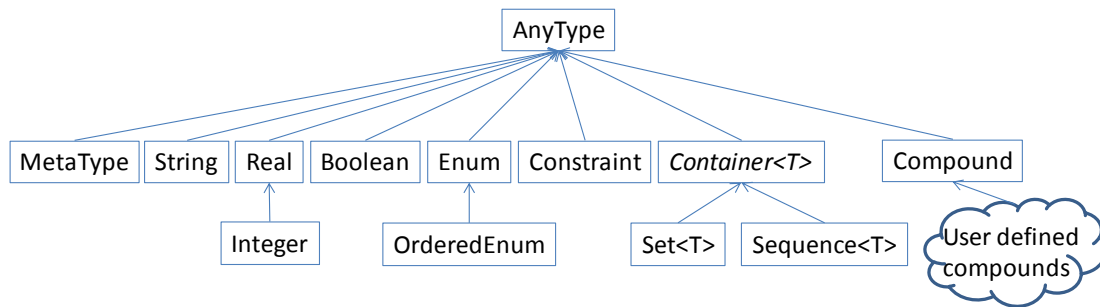 AnyType
MetaType
String
Real
Boolean
Enum
Constraint
Container<T>
Compound
Integer
OrderedEnum
Set<T>
Sequence<T>
User defined
compounds